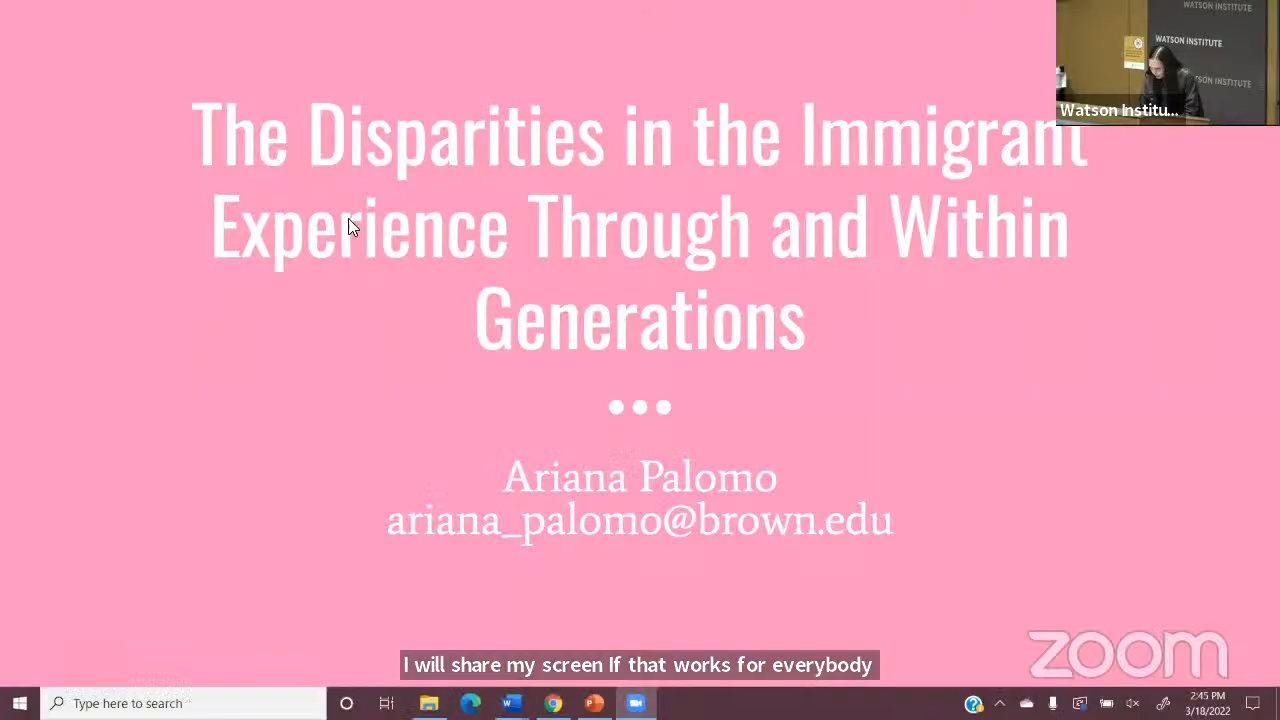 WATSON INSTITUTE
WATSON INSTITUTE
WATSON INSTITUTE
Watson Institu...
The Disparities in the Immigrant
Experience Through and Within
Generations
Ariana Palomo
ariana_palomo@brown.edu
zoom
I will share my screen If that works for everybody
Type here to search
2:45 PM
3/18/2022